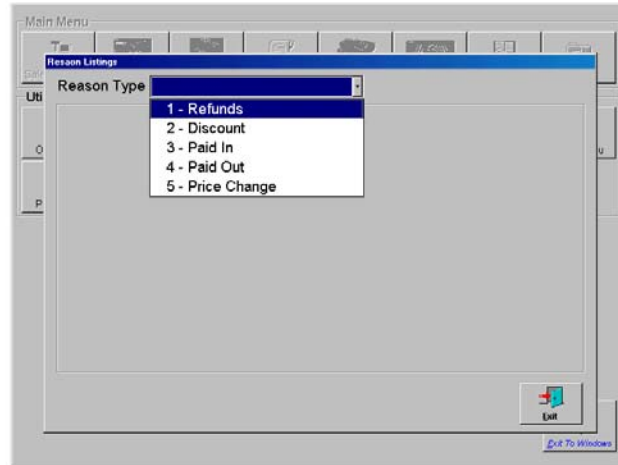 Main Menu
Resaon Listings
Reason Type
Uti
1 - Refunds
2 - Discount
3 - Paid In
4 - Paid Out
5 - Price Change
O
u
P
Exit
Exit To Windows